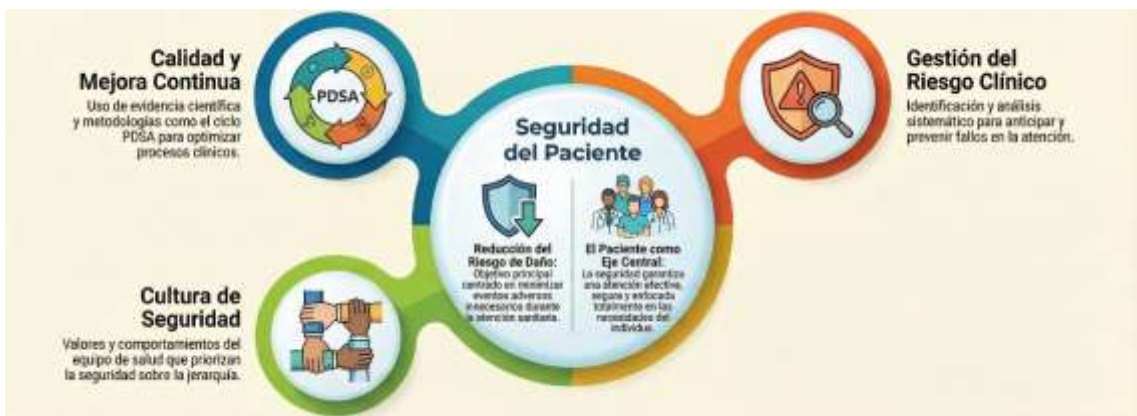 Calidad y
Mejora Continua
Uso de evidencia científica
y metodologías como el ciclo
PDSA para optimizar
procesos clínicos.
PDSA
Cultura de
Seguridad
Valores y comportamientos del
equipo de salud que priorizan
la seguridad sobre la jerarquía.
Seguridad
del Paciente
Reducción del
Riesgo de Daño:
Objetivo principal
centrado en minimizar
eventos adversos
innecesarios durante
la atención sanitaria.
El Paciente como
Eje Central:
La seguridad garantiza
una atención efectiva,
segura y enfocada
totalmente en las
necesidades del
individuo.
Gestión del
Riesgo Clínico
Identificación y análisis
sistemático para anticipar y
prevenir fallos en la atención.